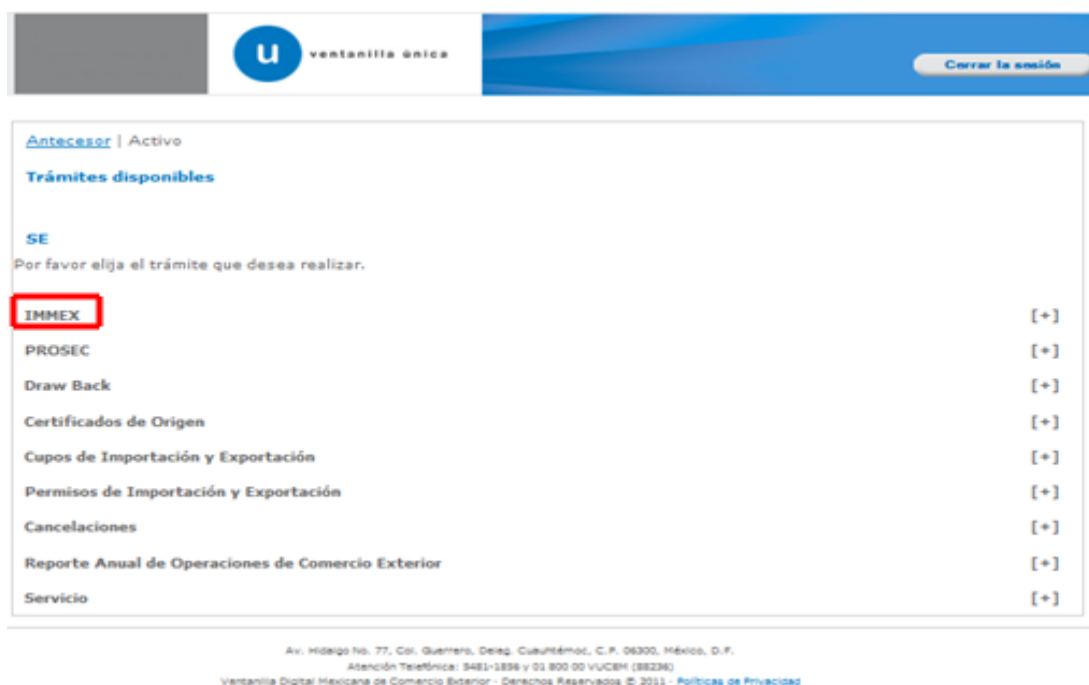 u ventanilla única
Cerrar la sesión
Antecesor | Activo
Trámites disponibles
SE
Por favor elija el trámite que desea realizar.
IMMEX [+]
PROSEC [+]
Draw Back [+]
Certificados de Origen [+]
Cupos de Importación y Exportación [+]
Permisos de Importación y Exportación [+]
Cancelaciones [+]
Reporte Anual de Operaciones de Comercio Exterior [+]
Servicio [+]
Av. Hidalgo No. 77, Col. Guerrero, Deleg. Cuauhtémoc, C.P. 06300, México, D.F.
Atención Telefónica: 5481-1856 y 01 800 00 VUCEM (88236)
Ventanilla Digital Mexicana de Comercio Exterior - Derechos Reservados © 2011 - Políticas de Privacidad